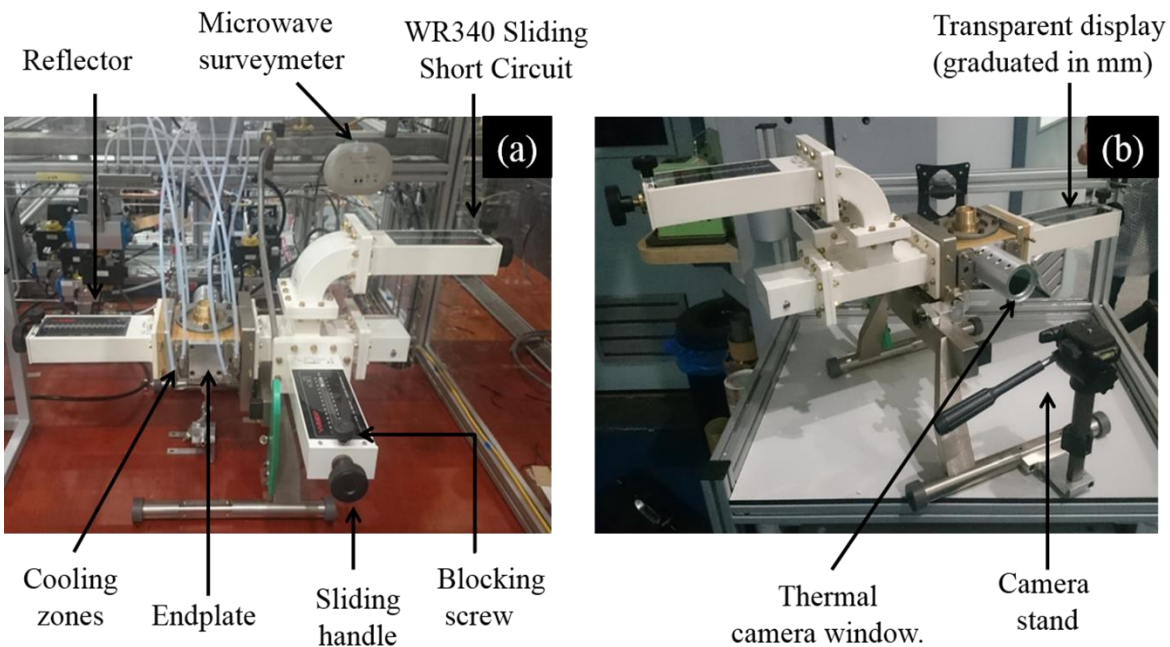 Reflector
Microwave
surveymeter
WR340 Sliding
Short Circuit
Transparent display
(graduated in mm)
(a)
(b)
Cooling
zones
Endplate
Sliding
handle
Blocking
screw
Thermal
camera window.
Camera
stand